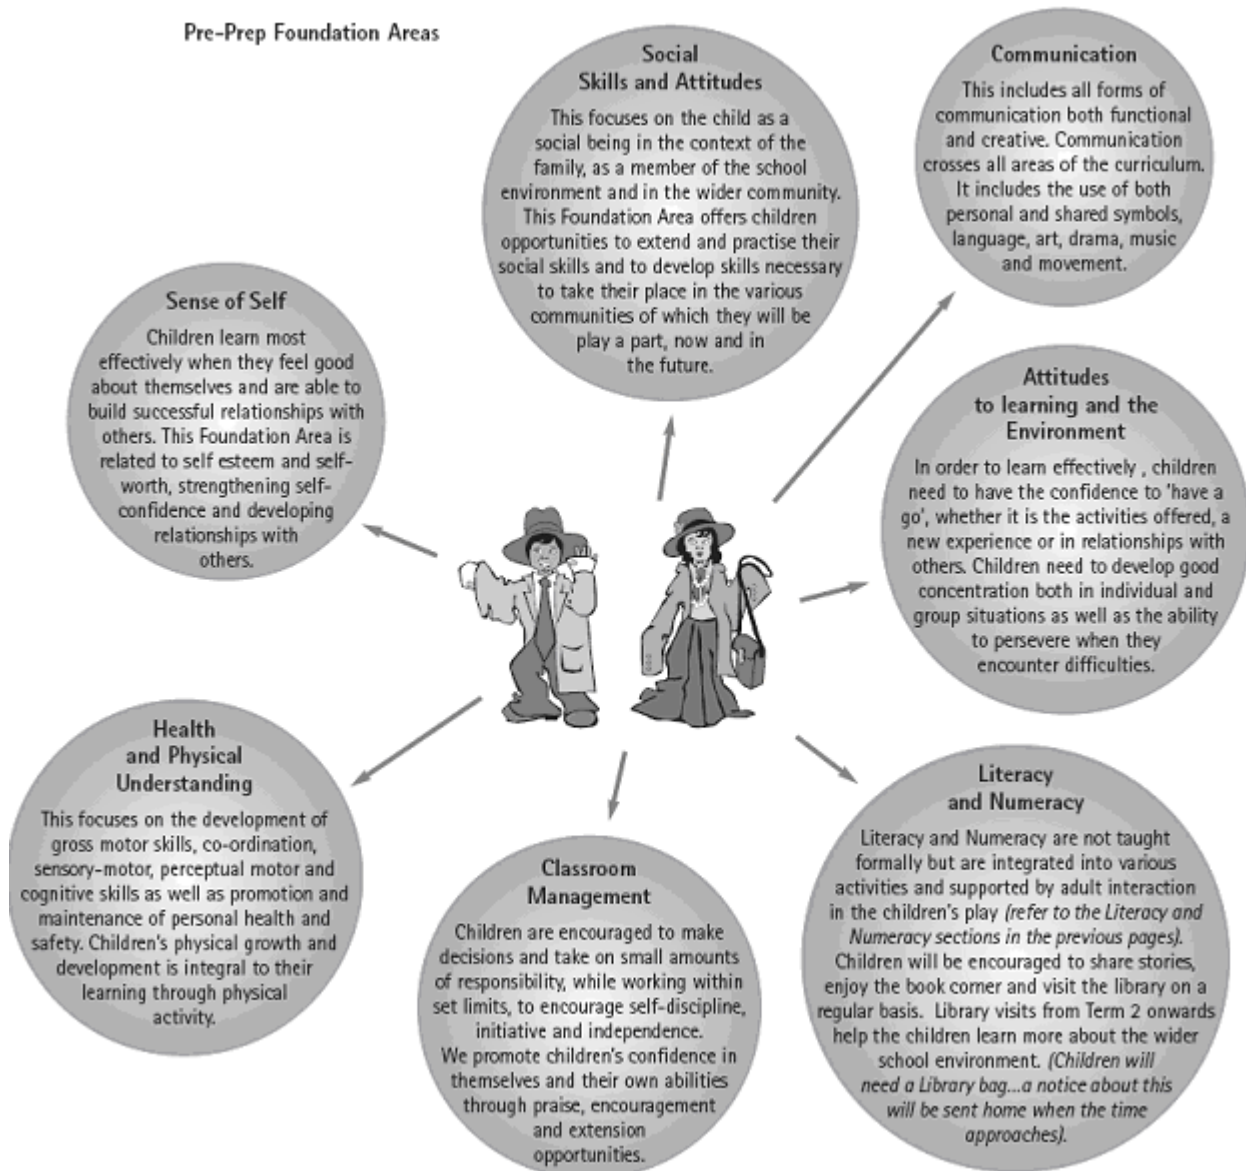 Pre-Prep Foundation Areas
Social
Skills and Attitudes
This focuses on the child as a
social being in the context of the
family, as a member of the school
environment and in the wider community.
This Foundation Area offers children
opportunities to extend and practise their
social skills and to develop skills necessary
to take their place in the various
communities of which they will be
play a part, now and in
the future.
Communication
This includes all forms of
communication both functional
and creative. Communication
crosses all areas of the curriculum.
It includes the use of both
personal and shared symbols,
language, art, drama, music
and movement.
Sense of Self
Children learn most
effectively when they feel good
about themselves and are able to
build successful relationships with
others. This Foundation Area is
related to self esteem and self-
worth, strengthening self-
confidence and developing
relationships with
others.
Attitudes
to learning and the
Environment
In order to learn effectively , children
need to have the confidence to 'have a
go', whether it is the activities offered, a
new experience or in relationships with
others. Children need to develop good
concentration both in individual and
group situations as well as the ability
to persevere when they
encounter difficulties.
Health
and Physical
Understanding
This focuses on the development of
gross motor skills, co-ordination,
sensory-motor, perceptual motor and
cognitive skills as well as promotion and
maintenance of personal health and
safety. Children's physical growth and
development is integral to their
learning through physical
activity.
Classroom
Management
Children are encouraged to make
decisions and take on small amounts
of responsibility, while working within
set limits, to encourage self-discipline,
initiative and independence.
We promote children's confidence in
themselves and their own abilities
through praise, encouragement
and extension
opportunities.
Literacy
and Numeracy
Literacy and Numeracy are not taught
formally but are integrated into various
activities and supported by adult interaction
in the children's play (refer to the Literacy and
Numeracy sections in the previous pages).
Children will be encouraged to share stories,
enjoy the book corner and visit the library on a
regular basis.  Library visits from Term 2 onwards
help the children learn more about the wider
school environment. (Children will
need a Library bag...a notice about this
will be sent home when the time
approaches).